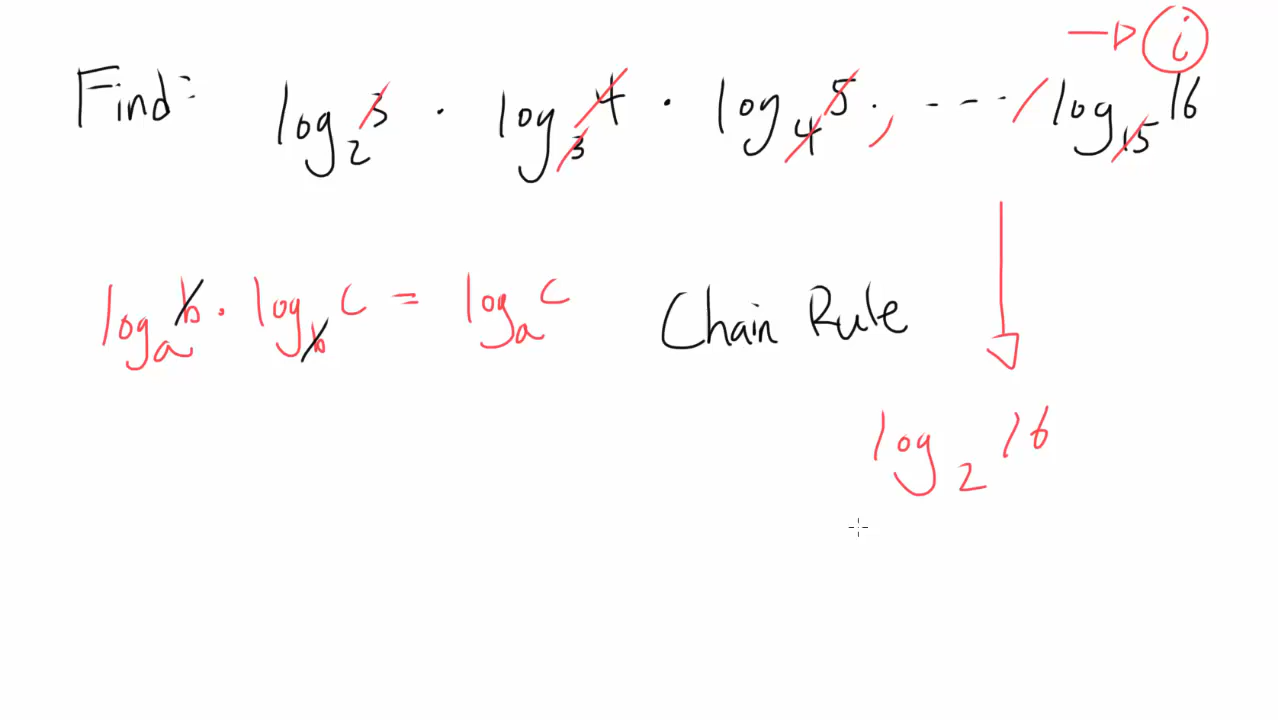 i
Find: log₂3 · log₃4 · log₄5 · , ---- / log₁₅16
logₐb · log_b c = logₐc Chain Rule
log₂16